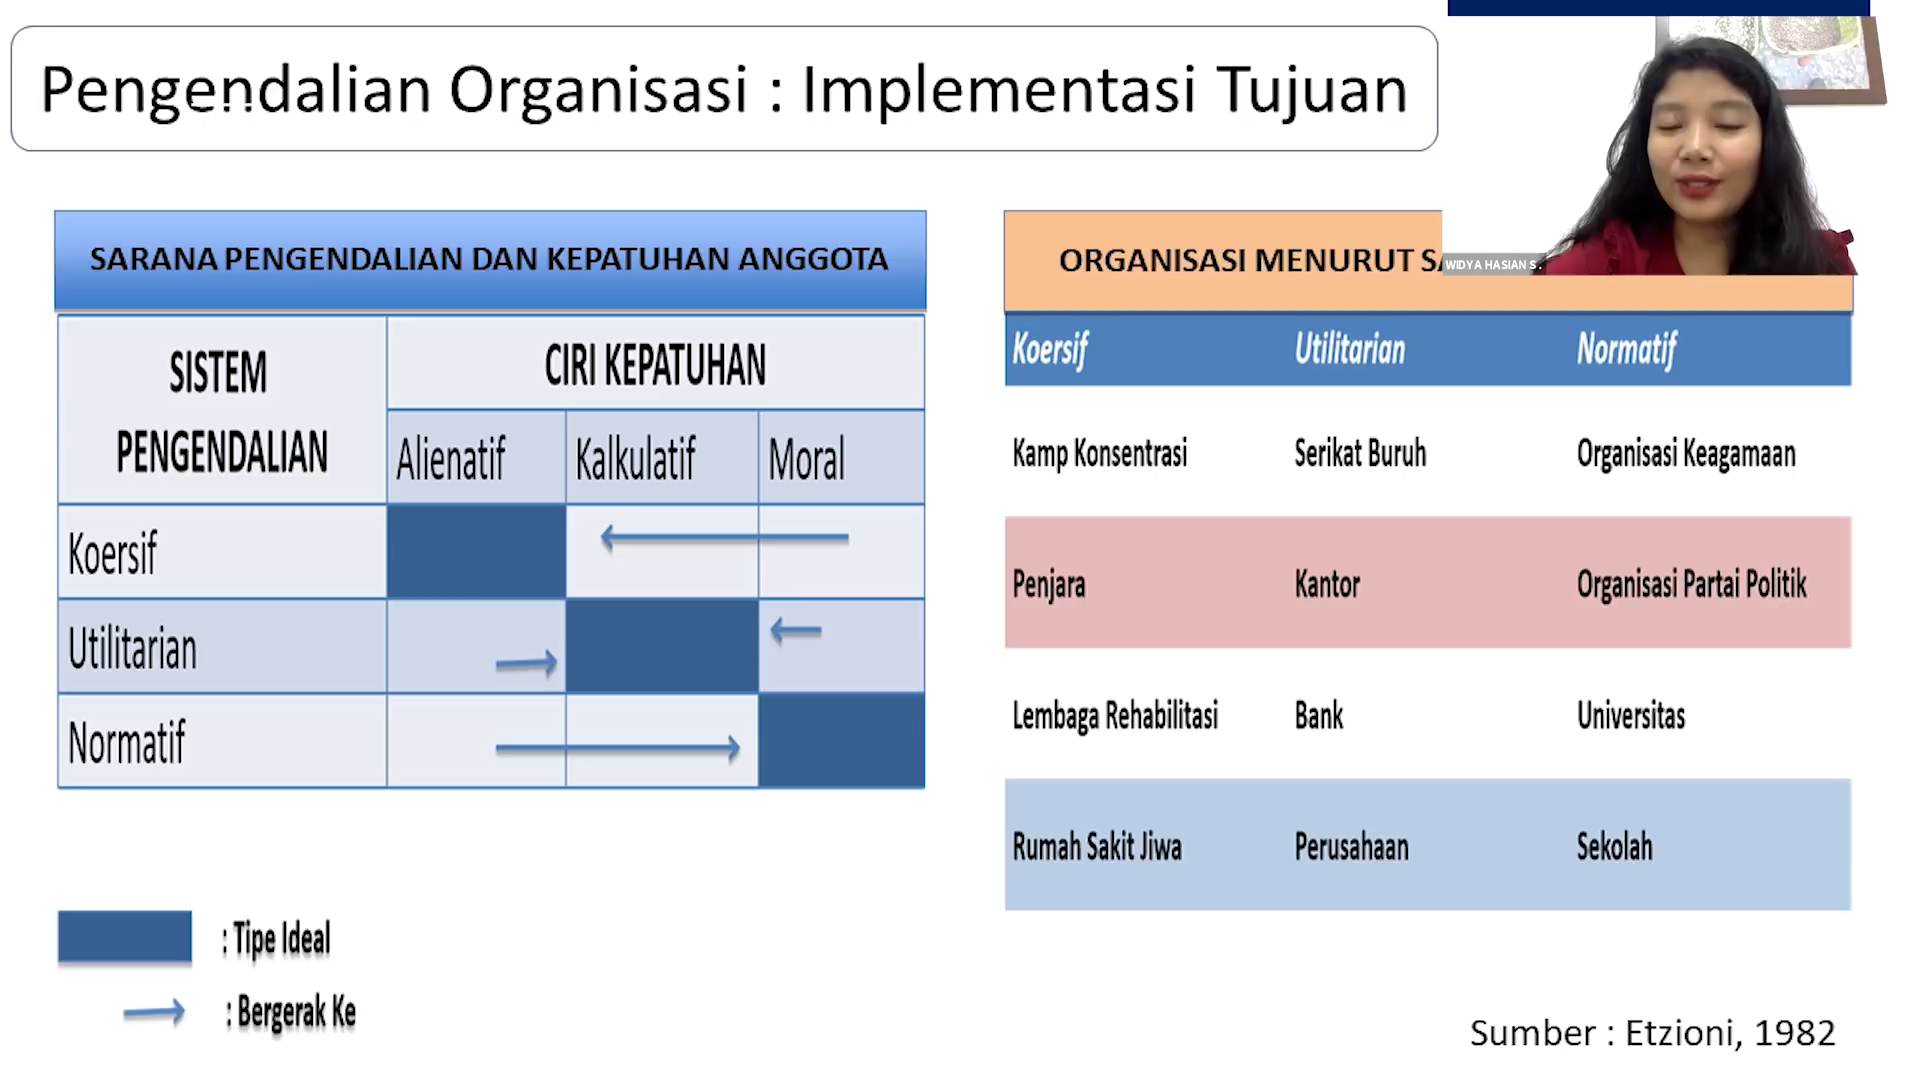 Pengendalian Organisasi : Implementasi Tujuan
WIDYA HASIAN S.
SARANA PENGENDALIAN DAN KEPATUHAN ANGGOTA
SISTEM
PENGENDALIAN
CIRI KEPATUHAN
Alienatif Kalkulatif Moral
Koersif
Utilitarian
Normatif
: Tipe Ideal
: Bergerak Ke
ORGANISASI MENURUT
Koersif Utilitarian Normatif
Kamp Konsentrasi Serikat Buruh Organisasi Keagamaan
Penjara Kantor Organisasi Partai Politik
Lembaga Rehabilitasi Bank Universitas
Rumah Sakit Jiwa Perusahaan Sekolah
Sumber : Etzioni, 1982